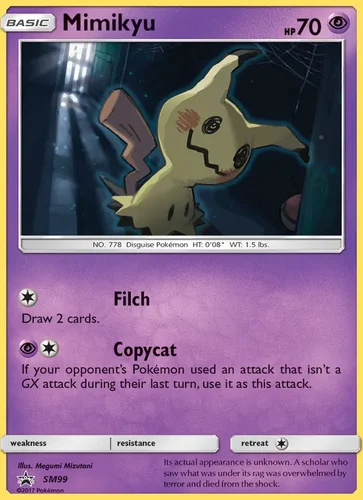 BASIC Mimikyu HP70
NO. 778 Disguise Pokémon HT: 0'08" WT: 1.5 lbs.
Filch
Draw 2 cards.
Copycat
If your opponent's Pokémon used an attack that isn't a
GX attack during their last turn, use it as this attack.
weakness resistance retreat
Illus. Megumi Mizutani
SM99
©2017 Pokémon
Its actual appearance is unknown. A scholar who
saw what was under its rag was overwhelmed by
terror and died from the shock.